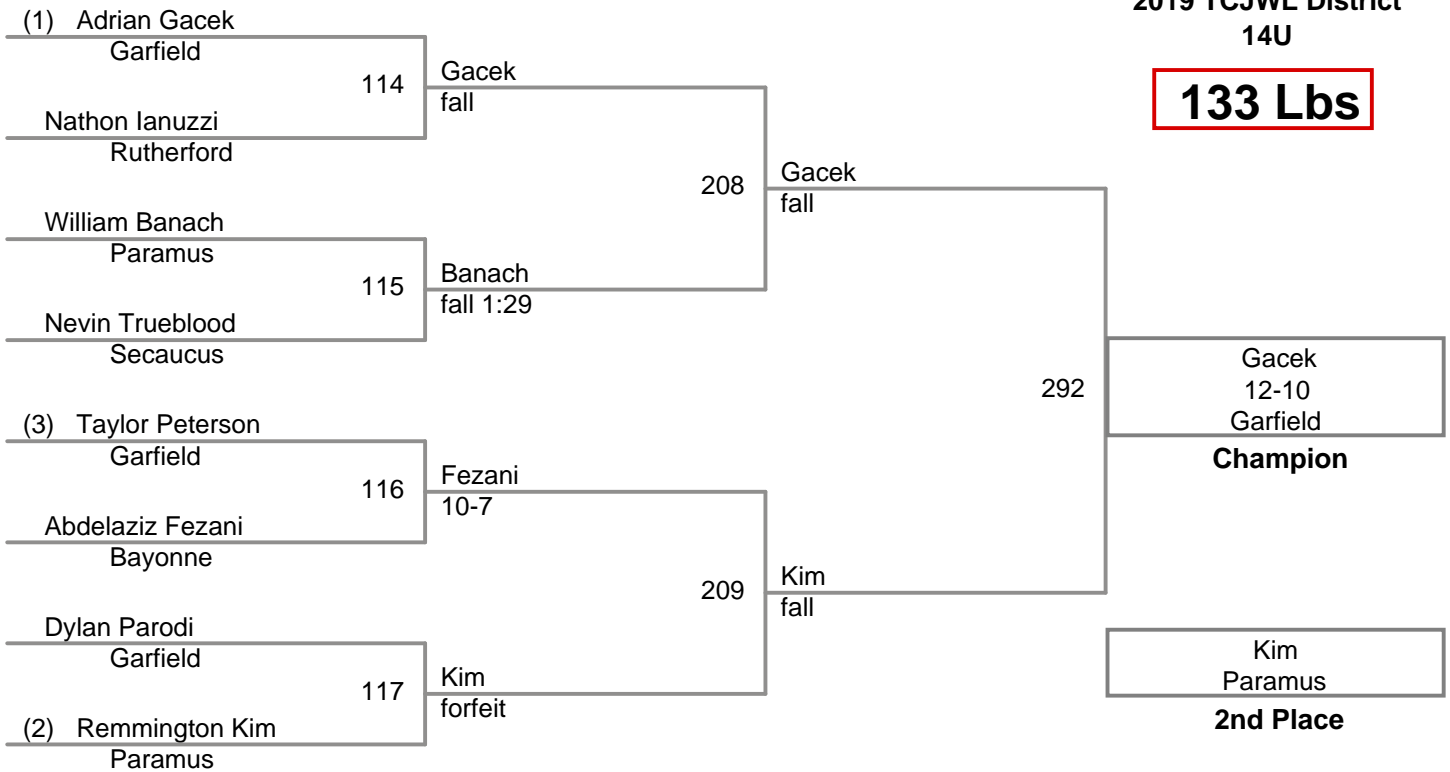 2019 TCJWL District
14U
133 Lbs
(1) Adrian Gacek
Garfield
114
Nathon Ianuzzi
Rutherford
Gacek
fall
William Banach
Paramus
115
Nevin Trueblood
Secaucus
Banach
fall 1:29
208
Gacek
fall
(3) Taylor Peterson
Garfield
116
Abdelaziz Fezani
Bayonne
Fezani
10-7
Dylan Parodi
Garfield
117
(2) Remmington Kim
Paramus
Kim
forfeit
209
Kim
fall
292
Gacek
12-10
Garfield
Champion
Kim
Paramus
2nd Place